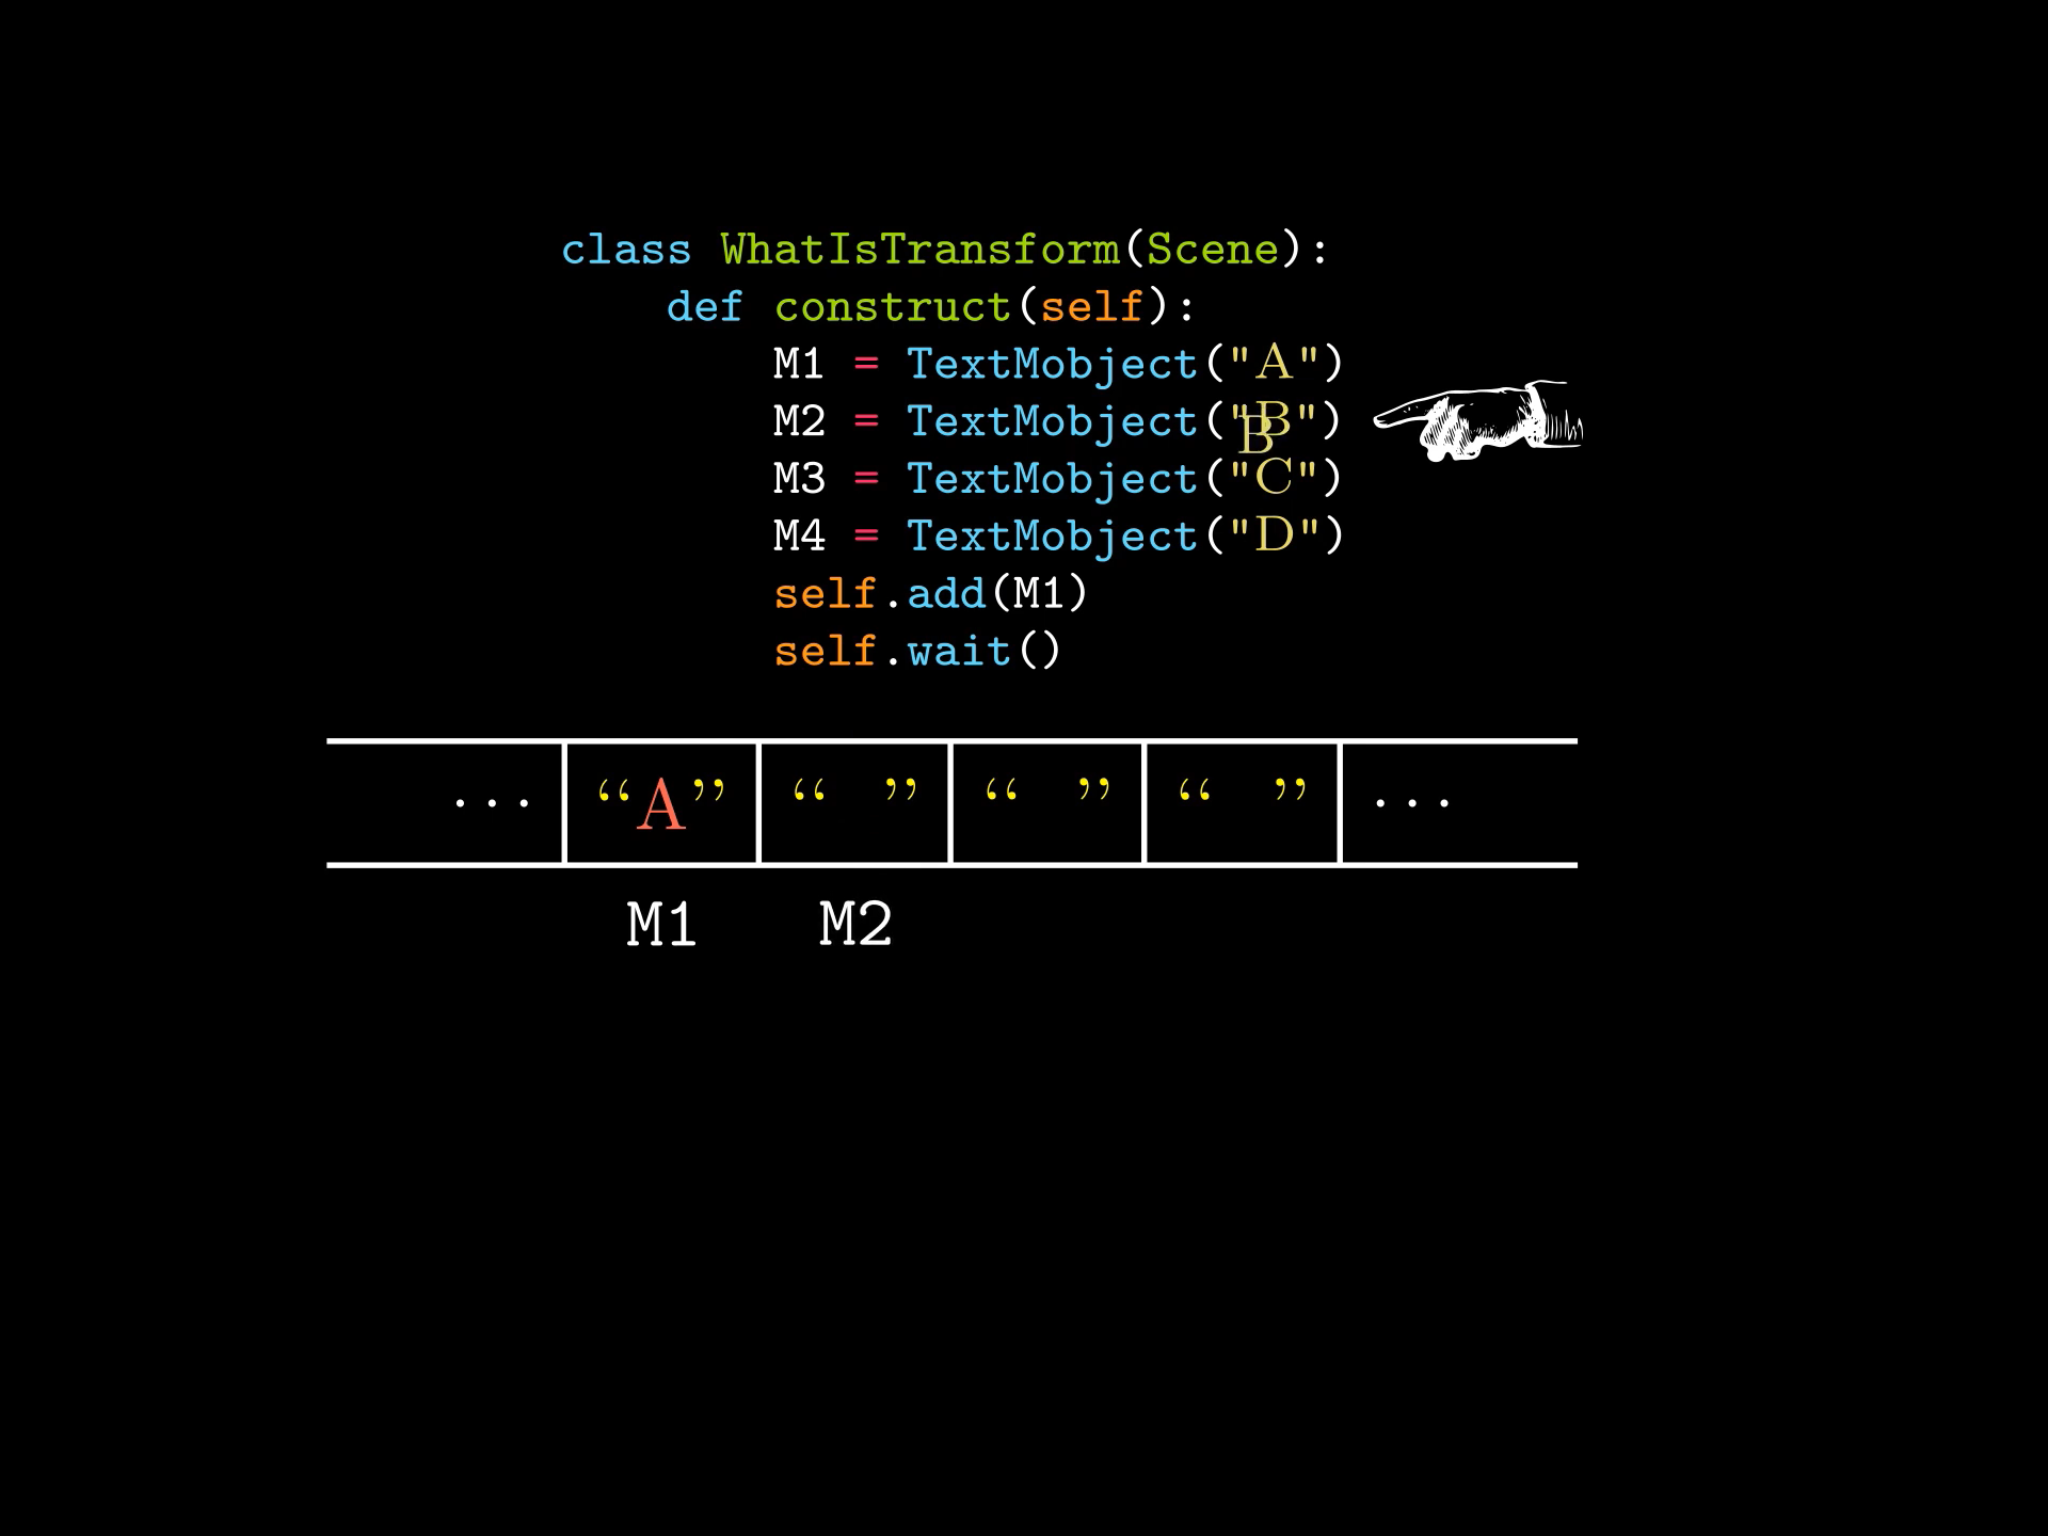 class WhatIsTransform(Scene):
def construct(self):
M1 = TextMobject("A")
M2 = TextMobject("B")
B
M3 = TextMobject("C")
M4 = TextMobject("D")
self.add(M1)
self.wait()
... “A” “ ” “ ” “ ” ...
M1 M2